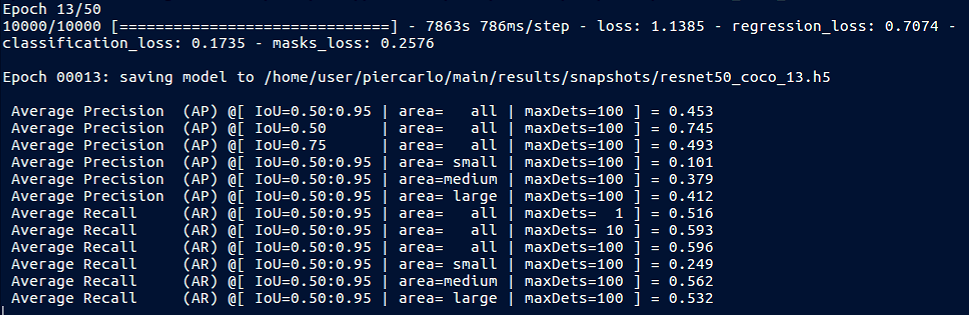 Epoch 13/50
10000/10000 [==============================] - 7863s 786ms/step - loss: 1.1385 - regression_loss: 0.7074 -
classification_loss: 0.1735 - masks_loss: 0.2576
Epoch 00013: saving model to /home/user/piercarlo/main/results/snapshots/resnet50_coco_13.h5
Average Precision  (AP) @[ IoU=0.50:0.95 | area=   all | maxDets=100 ] = 0.453
Average Precision  (AP) @[ IoU=0.50      | area=   all | maxDets=100 ] = 0.745
Average Precision  (AP) @[ IoU=0.75      | area=   all | maxDets=100 ] = 0.493
Average Precision  (AP) @[ IoU=0.50:0.95 | area= small | maxDets=100 ] = 0.101
Average Precision  (AP) @[ IoU=0.50:0.95 | area=medium | maxDets=100 ] = 0.379
Average Precision  (AP) @[ IoU=0.50:0.95 | area= large | maxDets=100 ] = 0.412
Average Recall     (AR) @[ IoU=0.50:0.95 | area=   all | maxDets=  1 ] = 0.516
Average Recall     (AR) @[ IoU=0.50:0.95 | area=   all | maxDets= 10 ] = 0.593
Average Recall     (AR) @[ IoU=0.50:0.95 | area=   all | maxDets=100 ] = 0.596
Average Recall     (AR) @[ IoU=0.50:0.95 | area= small | maxDets=100 ] = 0.249
Average Recall     (AR) @[ IoU=0.50:0.95 | area=medium | maxDets=100 ] = 0.562
Average Recall     (AR) @[ IoU=0.50:0.95 | area= large | maxDets=100 ] = 0.532